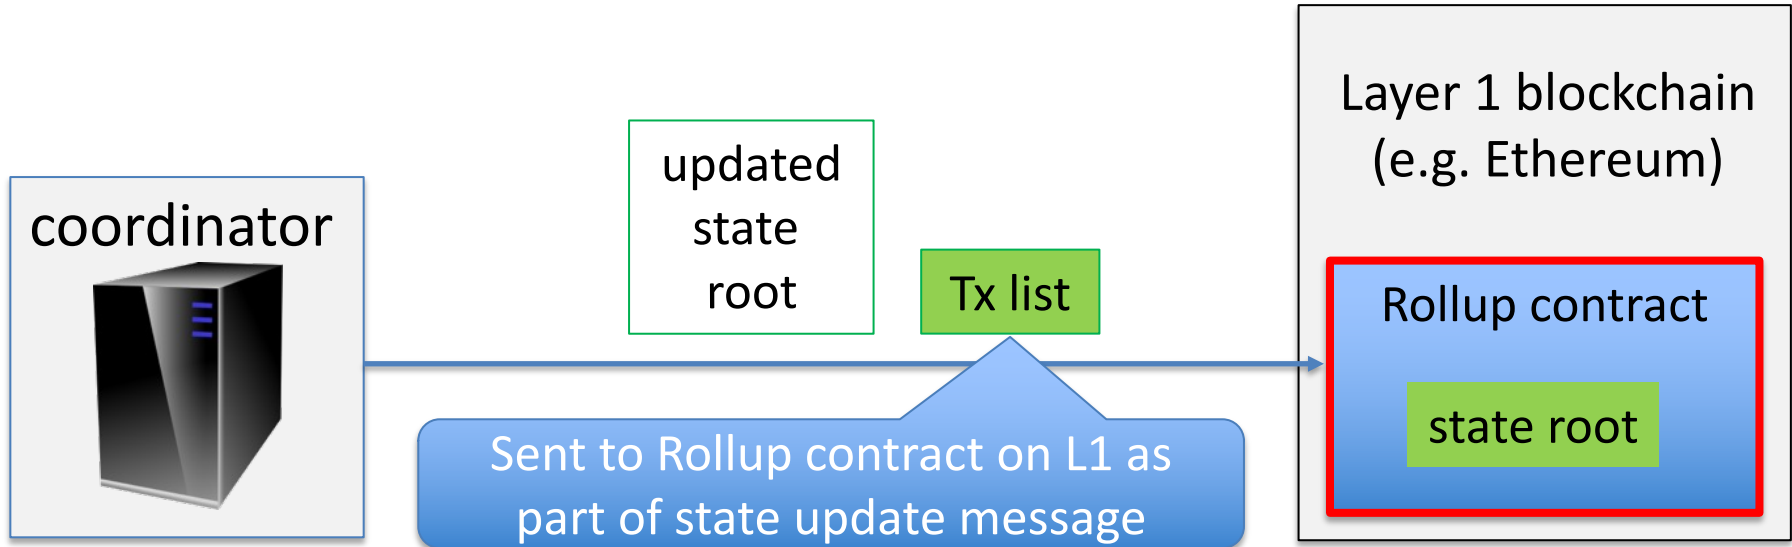 coordinator
updated
state
root
Tx list
Sent to Rollup contract on L1 as
part of state update message
Layer 1 blockchain
(e.g. Ethereum)
Rollup contract
state root